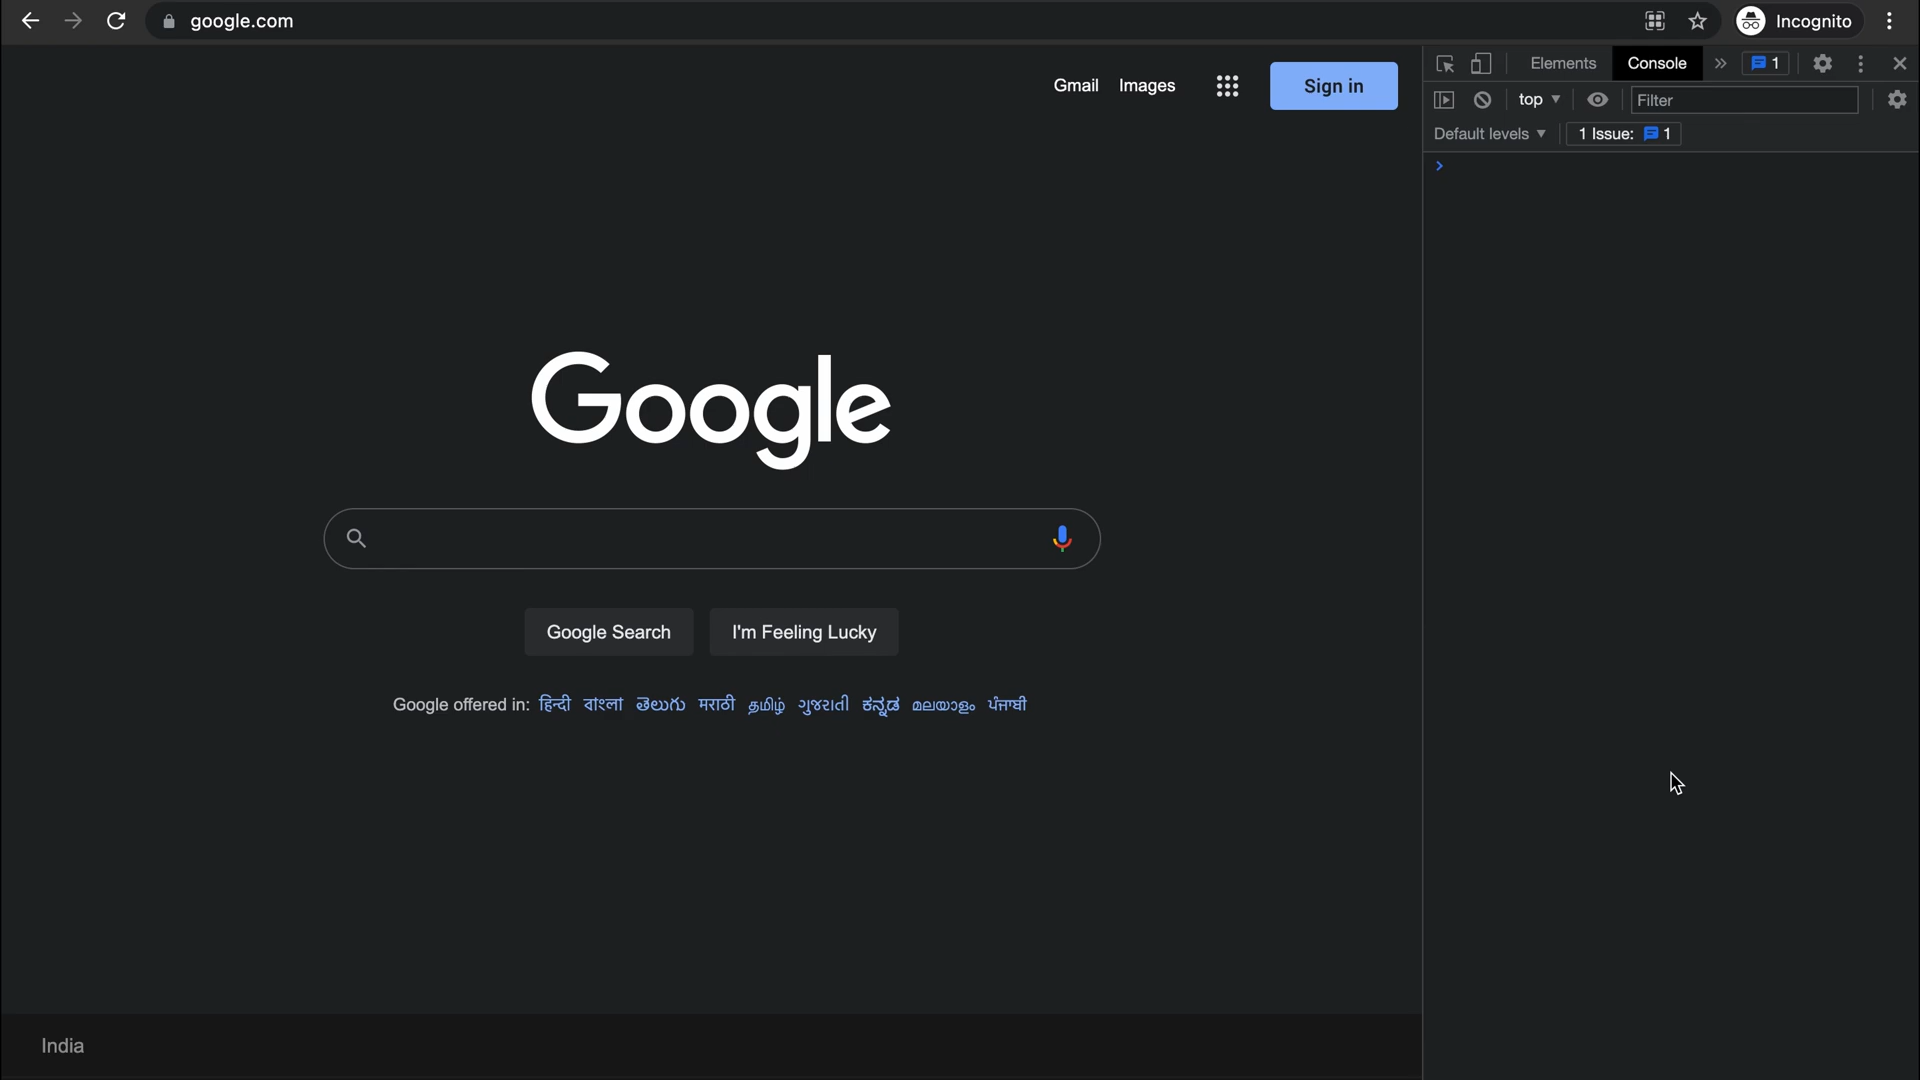 google.com
Incognito
Gmail Images Sign in
Elements Console » 1
top Filter
Default levels 1 Issue: 1
Google
Google Search I'm Feeling Lucky
Google offered in: हिन्दी বাংলা తెలుగు मराठी தமிழ் ગુજરાતી ಕನ್ನಡ മലയാളം ਪੰਜਾਬੀ
India